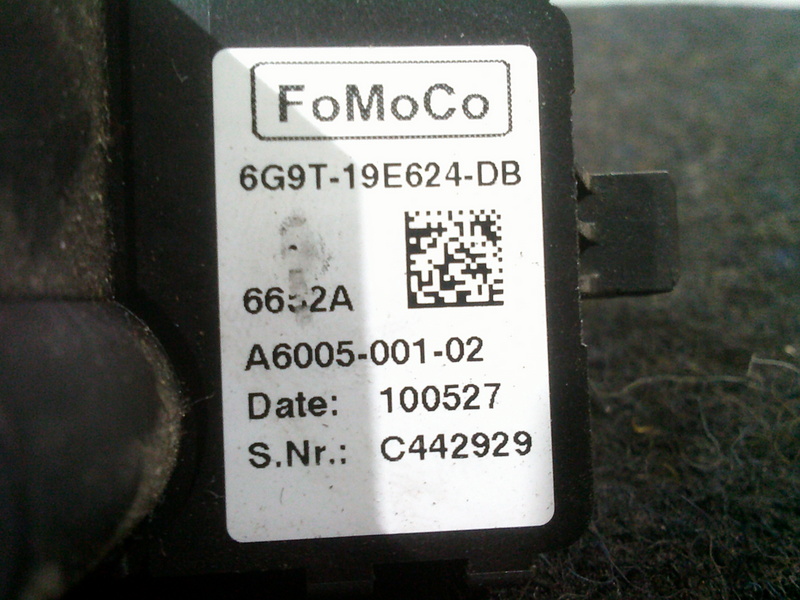 FoMoCo
6G9T-19E624-DB
A6005-001-02
Date: 100527
S.Nr.: C442929